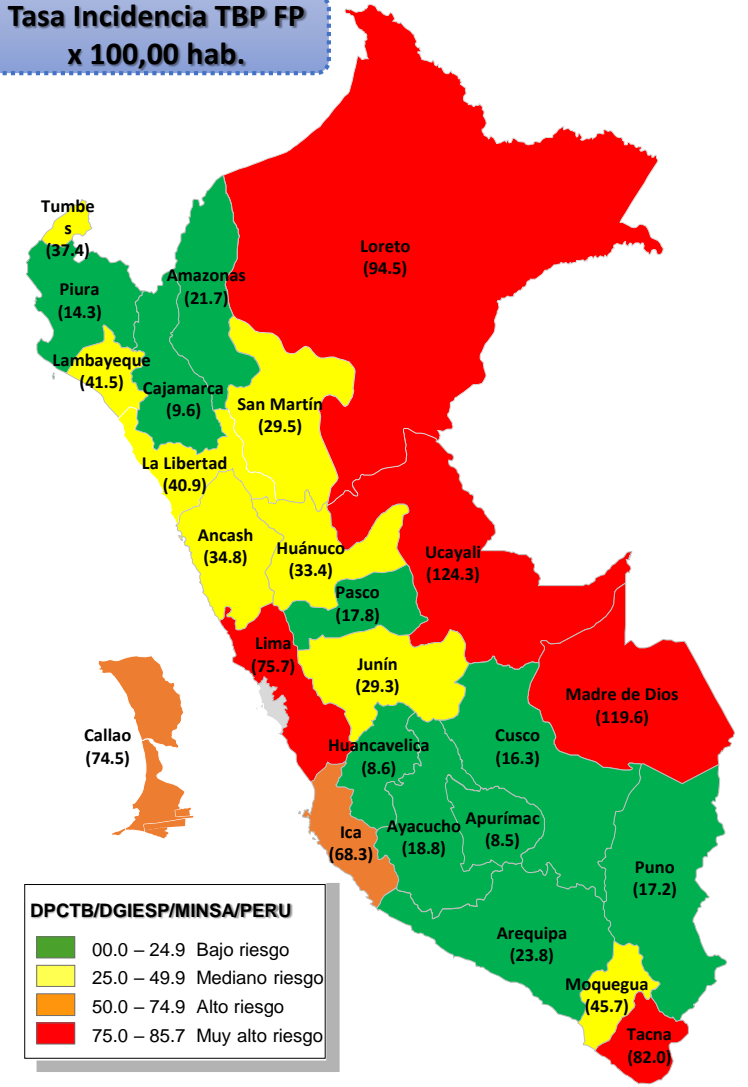 Tasa Incidencia TBP FP
x 100,00 hab.
Tumbe
s
(37.4)
Loreto
(94.5)
Amazonas
(21.7)
Piura
(14.3)
Lambayeque
(41.5)
Cajamarca
(9.6)
San Martín
(29.5)
La Libertad
(40.9)
Ancash
(34.8)
Huánuco
(33.4)
Ucayali
(124.3)
Pasco
(17.8)
Lima
(75.7)
Junín
(29.3)
Madre de Dios
(119.6)
Callao
(74.5)
Cusco
(16.3)
Huancavelica
(8.6)
Ica
(68.3)
Ayacucho
(18.8)
Apurímac
(8.5)
Puno
(17.2)
Arequipa
(23.8)
Moquegua
(45.7)
Tacna
(82.0)
DPCTB/DGIESP/MINSA/PERU
00.0 – 24.9 Bajo riesgo
25.0 – 49.9 Mediano riesgo
50.0 – 74.9 Alto riesgo
75.0 – 85.7 Muy alto riesgo